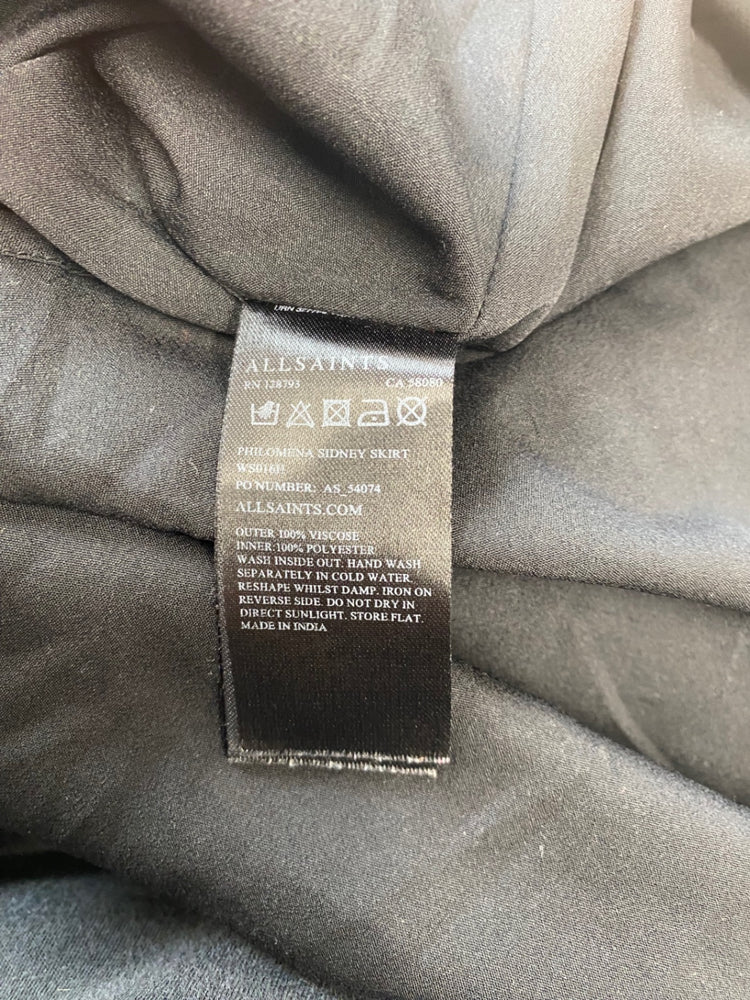 ALLSAINTS
RN 128793 CA 58080
PHILOMENA SIDNEY SKIRT
PO NUMBER: AS_54074
ALLSAINTS.COM
OUTER 100% VISCOSE
INNER:100% POLYESTER
WASH INSIDE OUT. HAND WASH
SEPARATELY IN COLD WATER.
RESHAPE WHILST DAMP. IRON ON
REVERSE SIDE. DO NOT DRY IN
DIRECT SUNLIGHT. STORE FLAT.
MADE IN INDIA